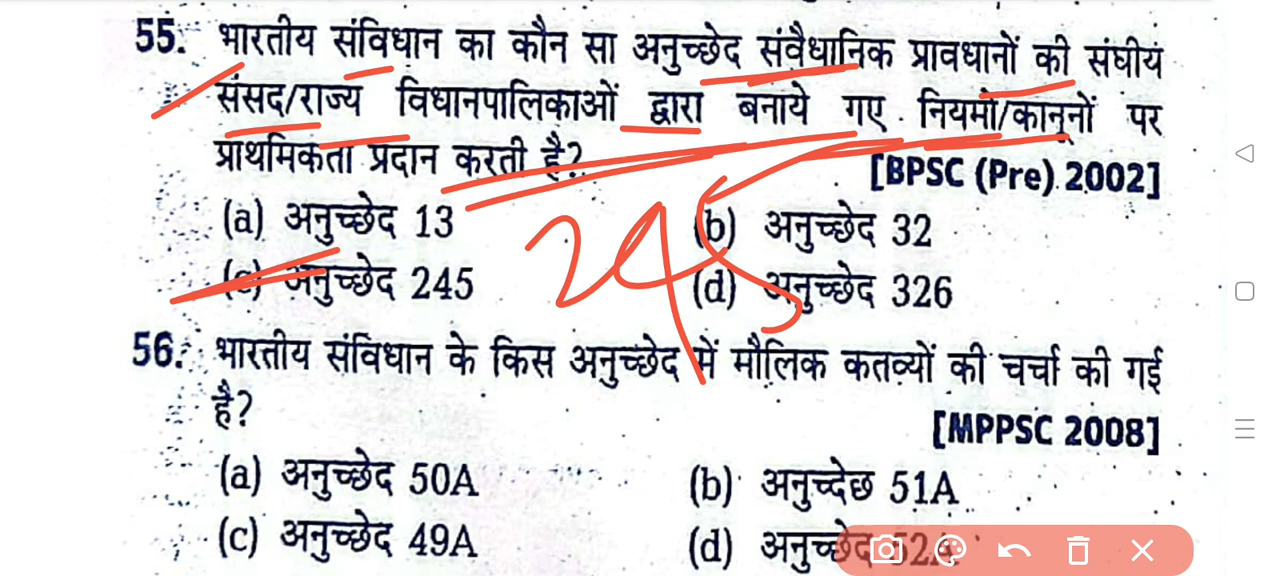 55. भारतीय संविधान का कौन सा अनुच्छेद संवैधानिक प्रावधानों की संघीय
संसद/राज्य विधानपालिकाओं द्वारा बनाये गए नियमों/कानूनों पर
प्राथमिकता प्रदान करती है?
[BPSC (Pre) 2002]
(a) अनुच्छेद 13 (b) अनुच्छेद 32
245
(c) अनुच्छेद 245 (d) अनुच्छेद 326
56. भारतीय संविधान के किस अनुच्छेद में मौलिक कतव्यों की चर्चा की गई
है?
[MPPSC 2008]
(a) अनुच्छेद 50A (b) अनुच्देछ 51A
(c) अनुच्छेद 49A (d) अनुच्छेद 52A